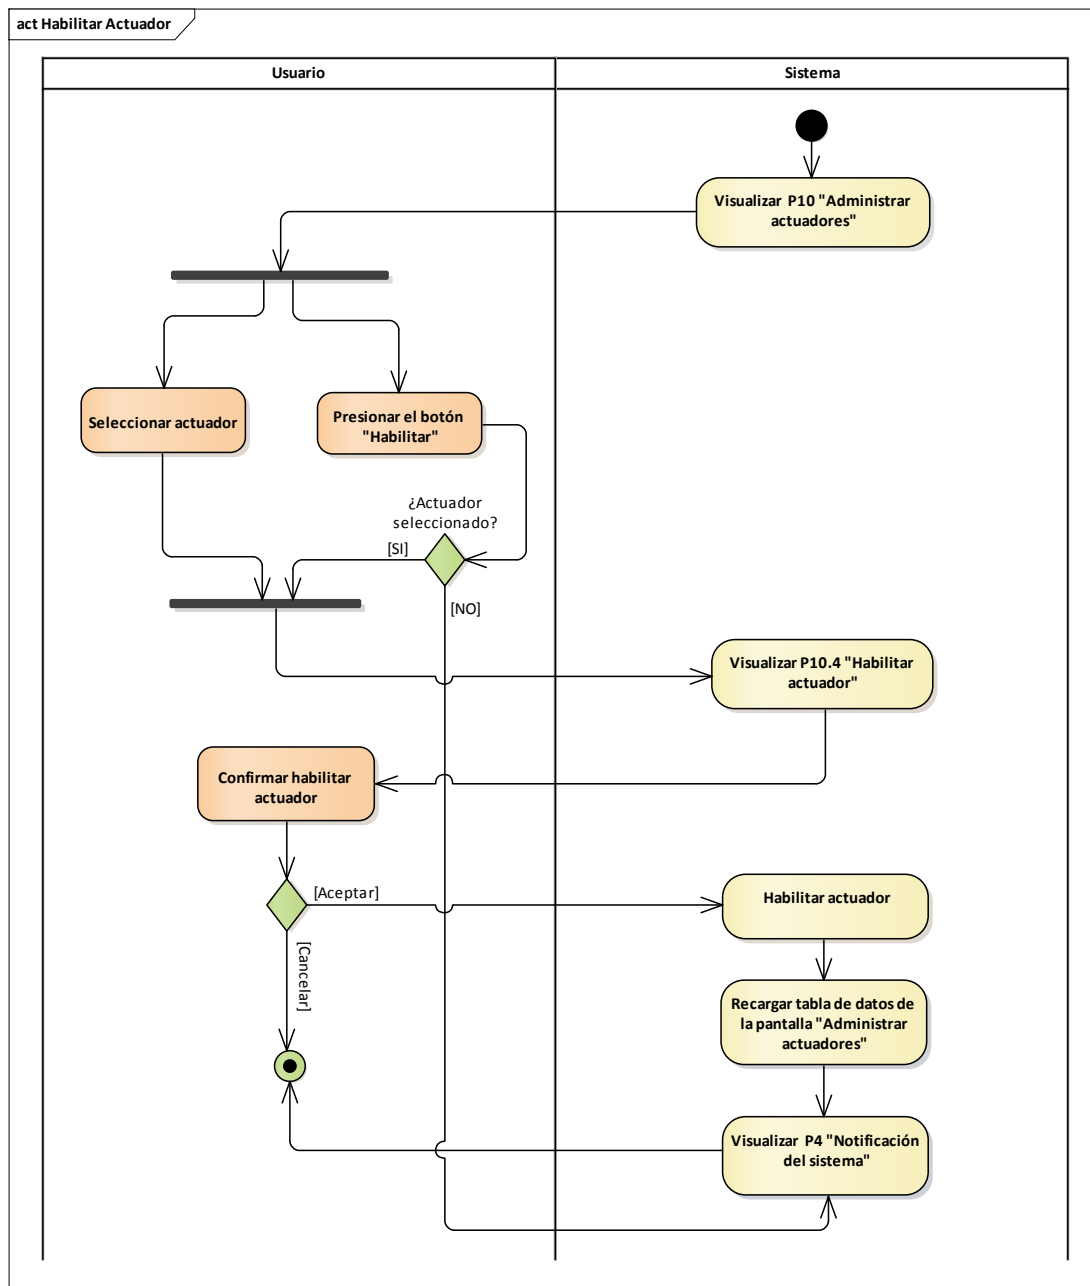 act Habilitar Actuador
Usuario
Sistema
Visualizar P10 "Administrar
actuadores"
Seleccionar actuador
Presionar el botón
"Habilitar"
¿Actuador
seleccionado?
[SI]
[NO]
Visualizar P10.4 "Habilitar
actuador"
Confirmar habilitar
actuador
[Aceptar]
[Cancelar]
Habilitar actuador
Recargar tabla de datos de
la pantalla "Administrar
actuadores"
Visualizar P4 "Notificación
del sistema"